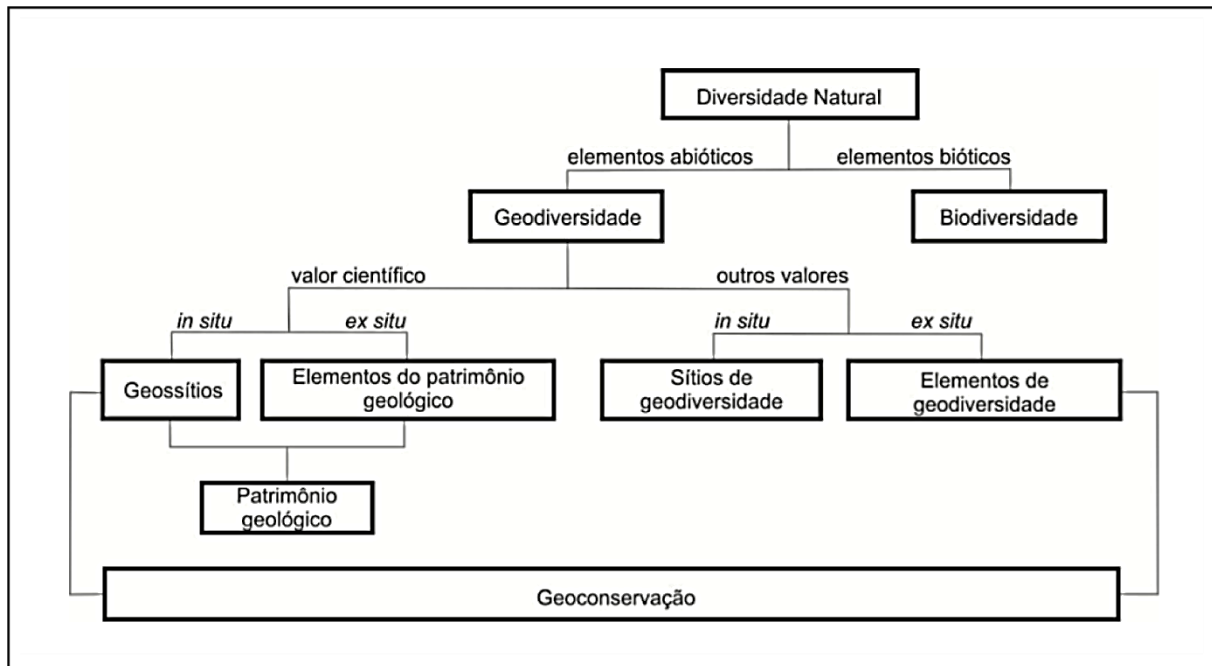 Diversidade Natural
elementos abióticos
elementos bióticos
Geodiversidade
Biodiversidade
valor científico
outros valores
in situ
ex situ
in situ
ex situ
Geossítios
Elementos do patrimônio
geológico
Sítios de
geodiversidade
Elementos de
geodiversidade
Patrimônio
geológico
Geoconservação